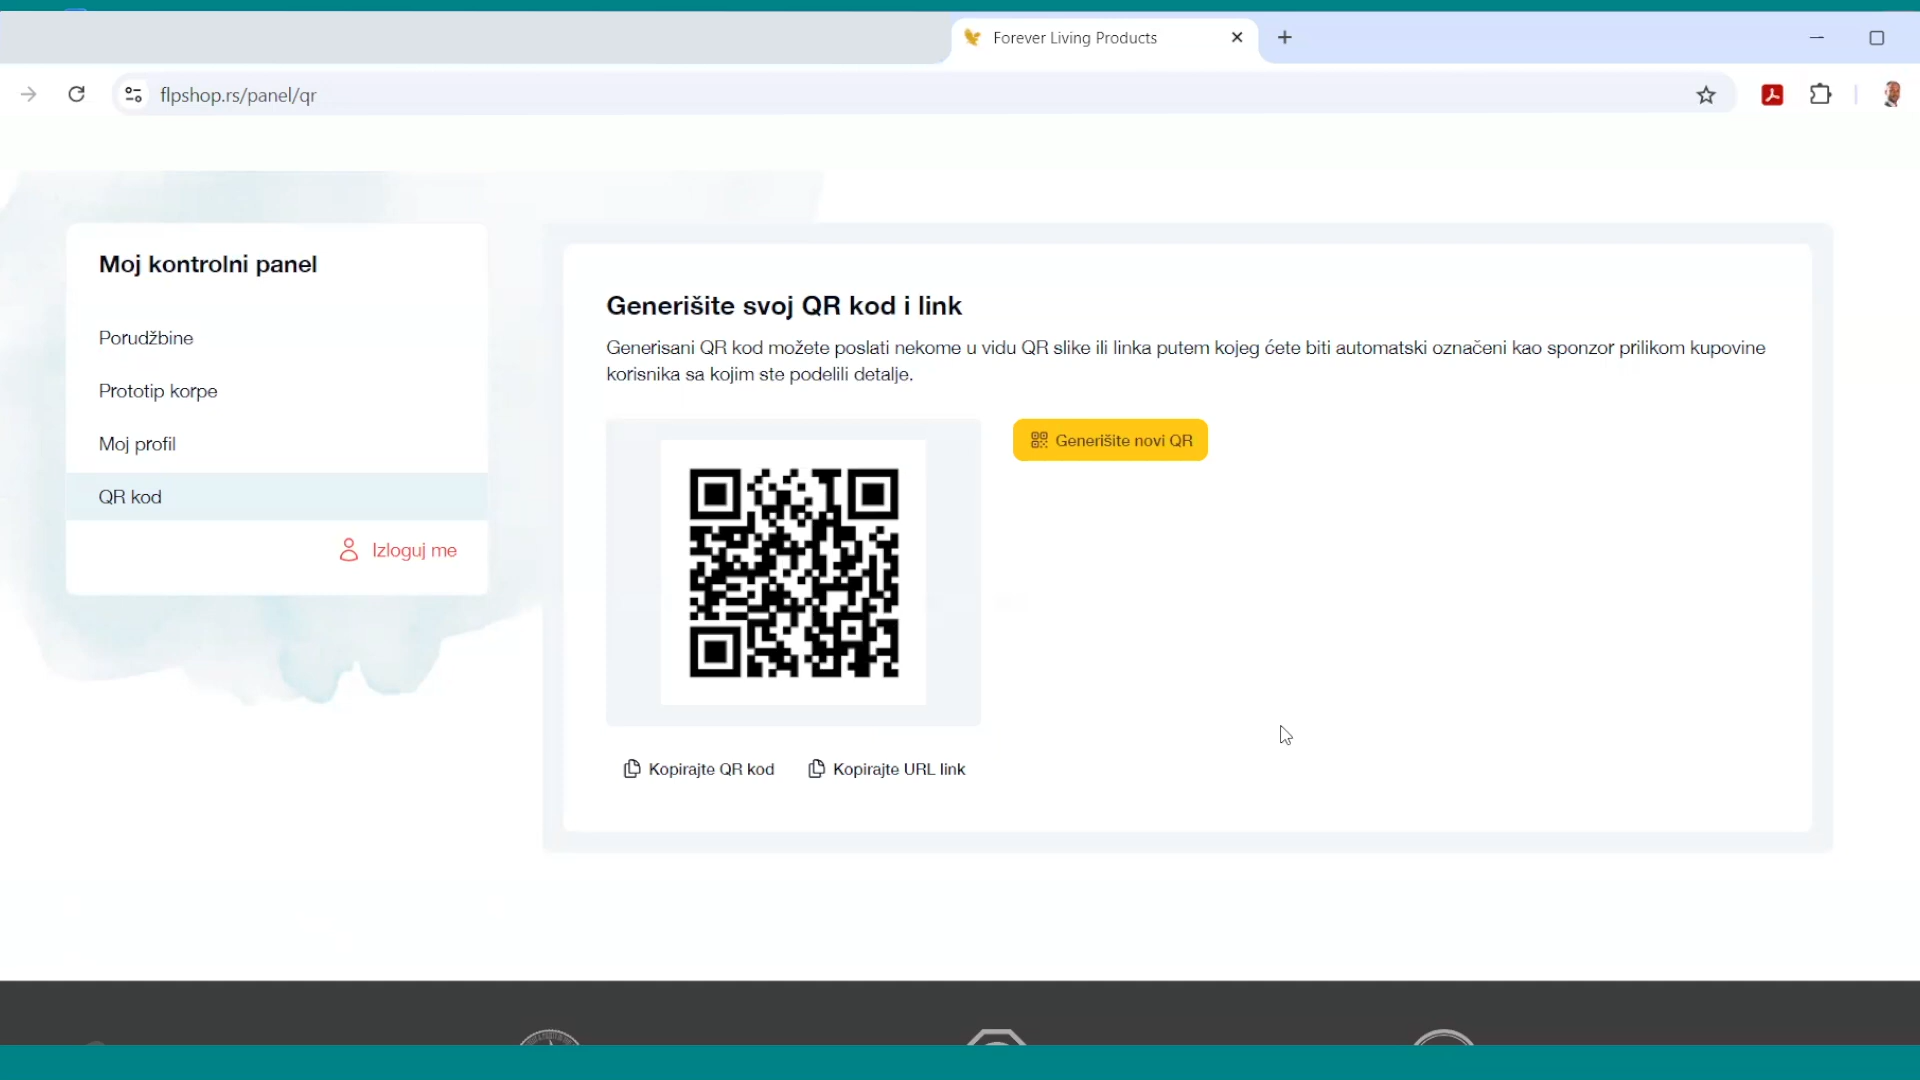 Forever Living Products
flpshop.rs/panel/qr
Moj kontrolni panel
Porudžbine
Prototip korpe
Moj profil
QR kod
Izloguj me
Generišite svoj QR kod i link
Generisani QR kod možete poslati nekome u vidu QR slike ili linka putem kojeg ćete biti automatski označeni kao sponzor prilikom kupovine
korisnika sa kojim ste podelili detalje.
Generišite novi QR
Kopirajte QR kod
Kopirajte URL link